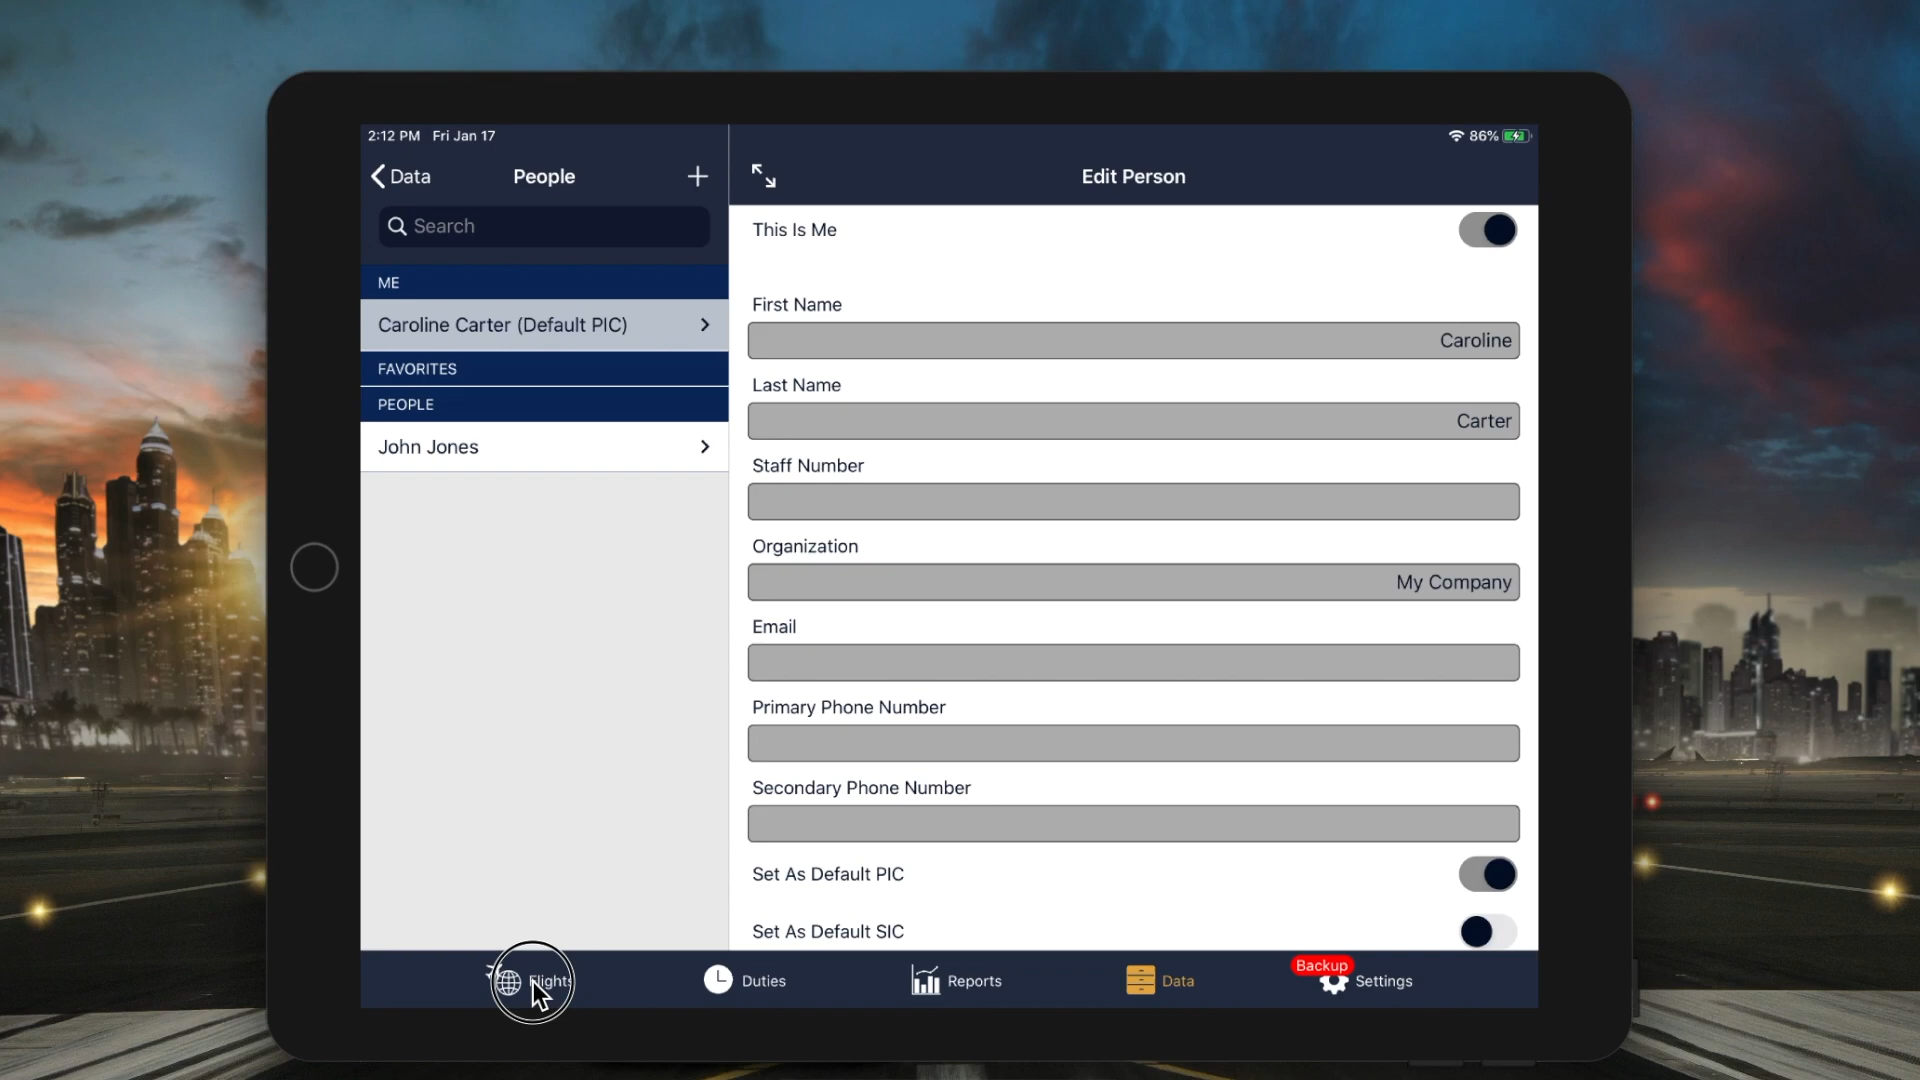 2:12 PM Fri Jan 17
86%
Data
People
Edit Person
Search
ME
Caroline Carter (Default PIC)
FAVORITES
PEOPLE
John Jones
This Is Me
First Name
Caroline
Last Name
Carter
Staff Number
Organization
My Company
Email
Primary Phone Number
Secondary Phone Number
Set As Default PIC
Set As Default SIC
Flights
Duties
Reports
Data
Backup
Settings